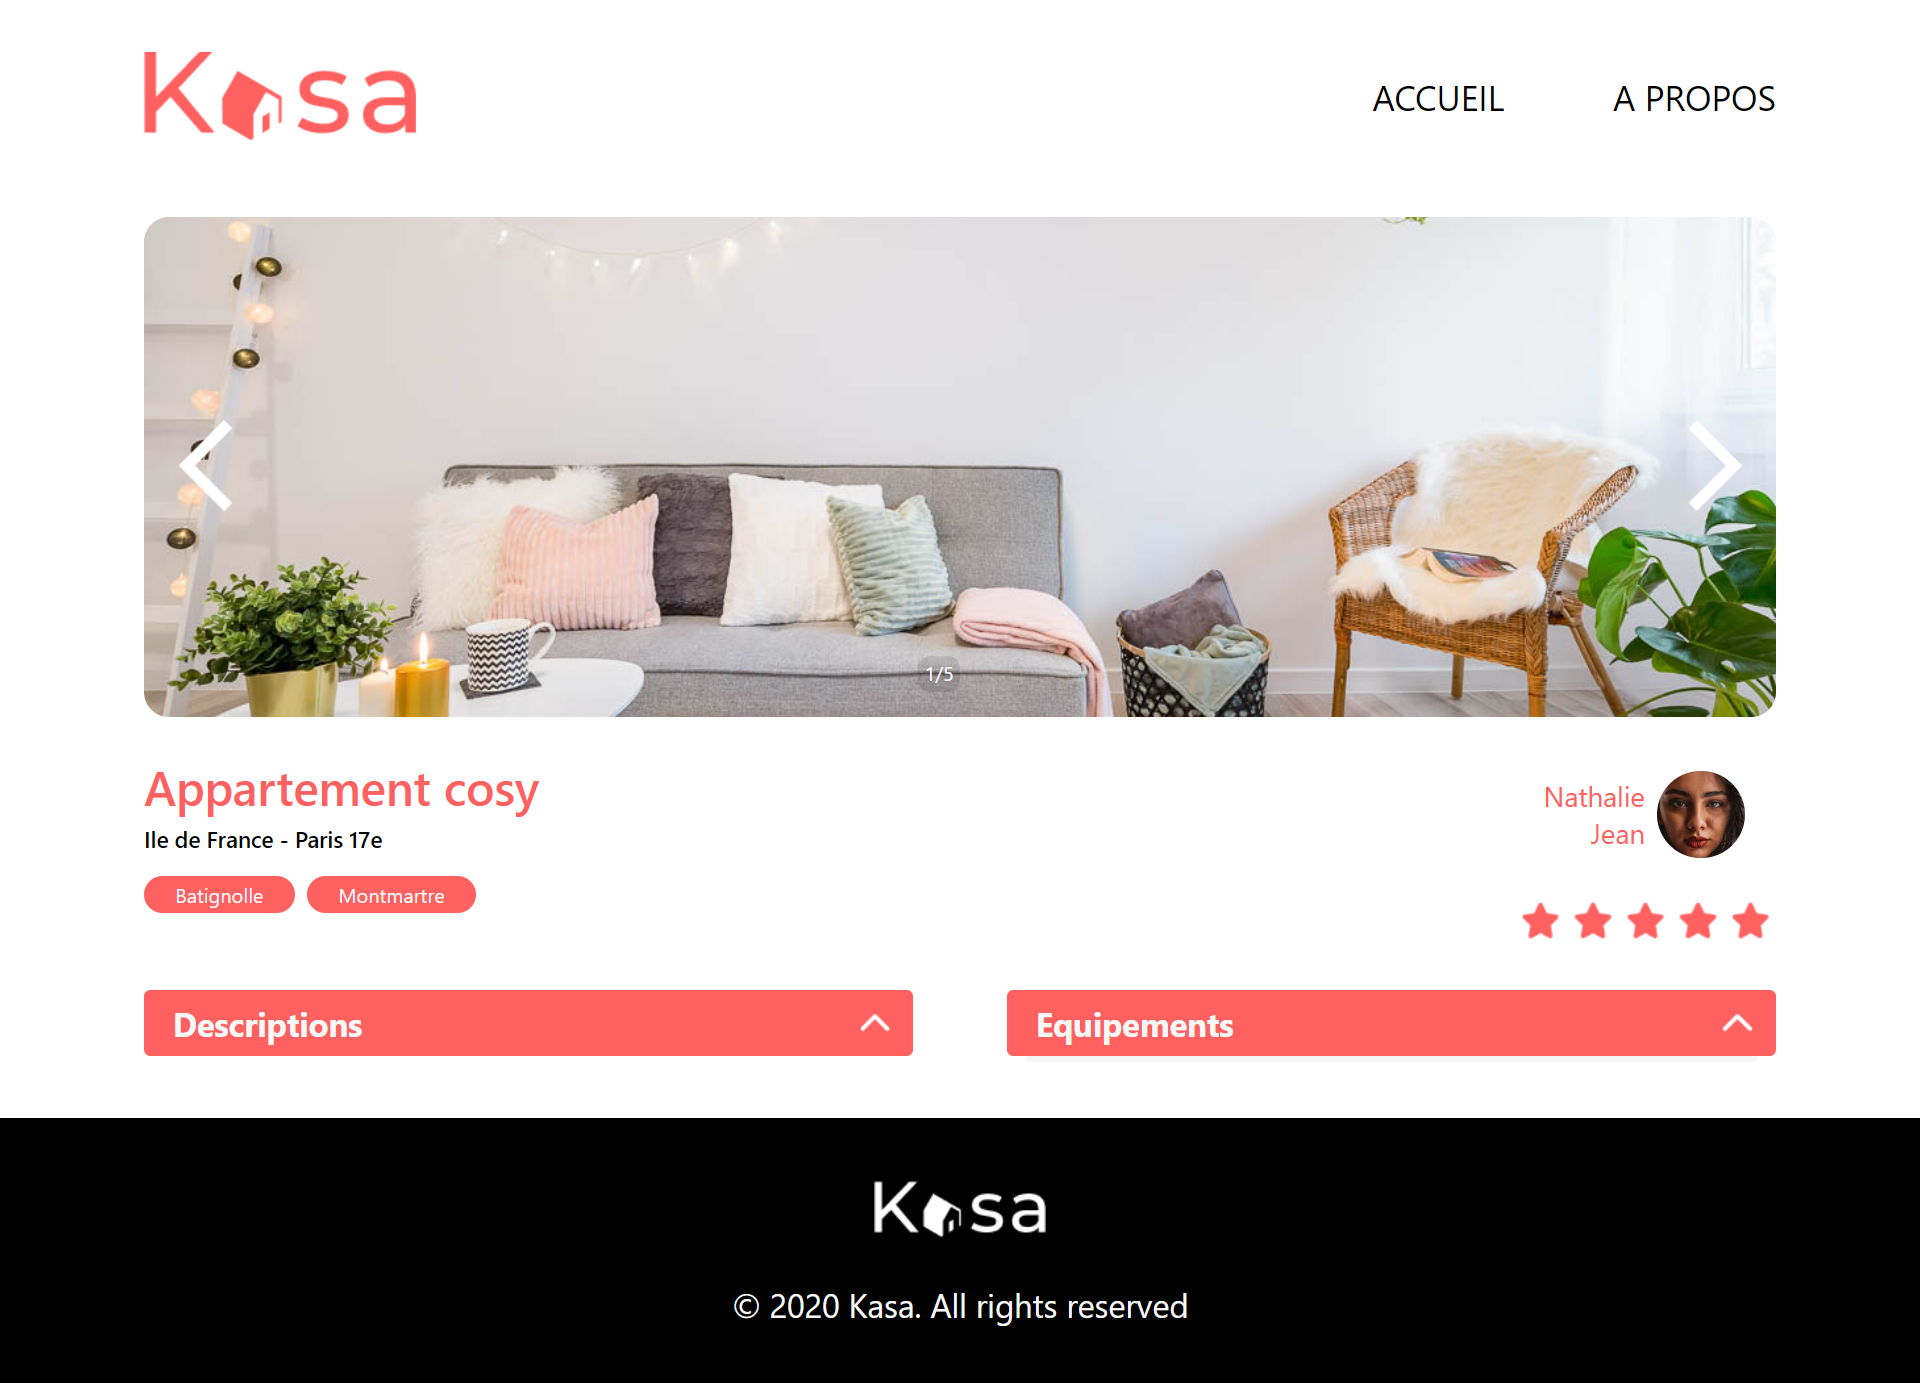 Kasa
ACCUEIL
A PROPOS
1/5
Appartement cosy
Ile de France - Paris 17e
Batignolle
Montmartre
Nathalie
Jean
Descriptions
Equipements
Kasa
© 2020 Kasa. All rights reserved